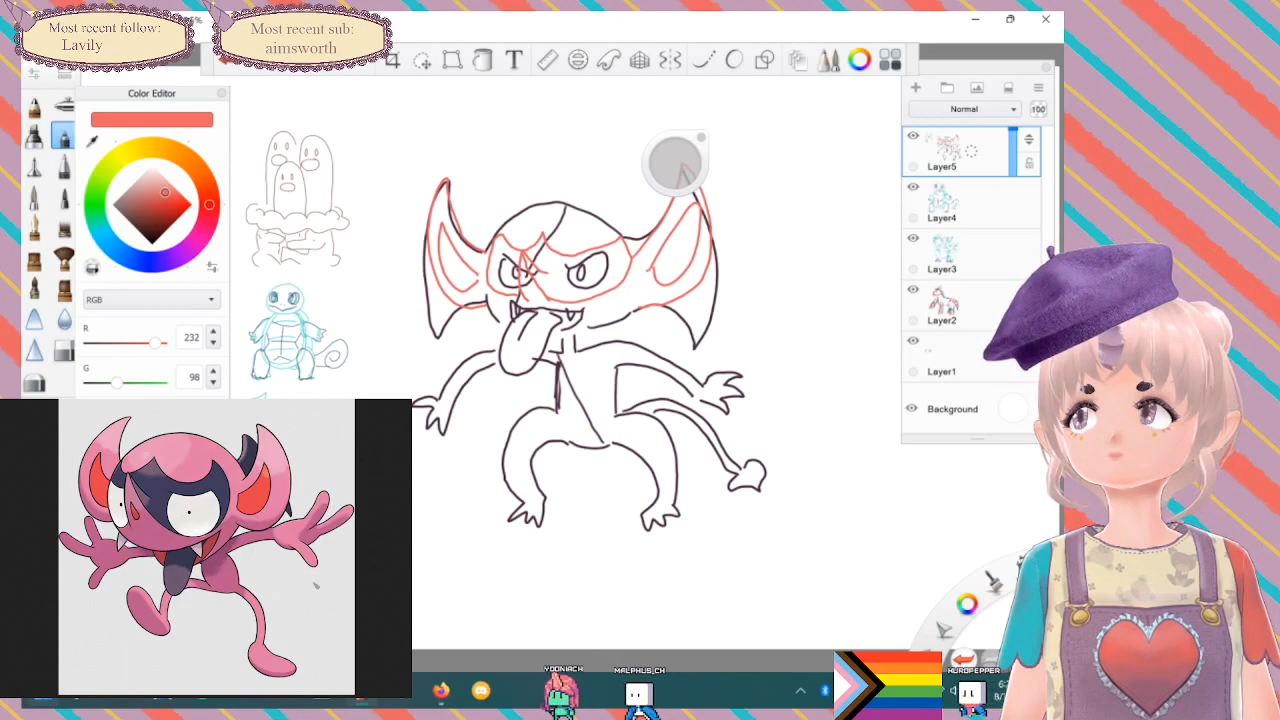 Most recent follow:
Lavily
Most recent sub:
aimsworth
Color Editor
RGB
R
232
G
98
T
Normal
100
Layer5
Layer4
Layer3
Layer2
Layer1
Background
YOONIACH
MALPHUS_CH